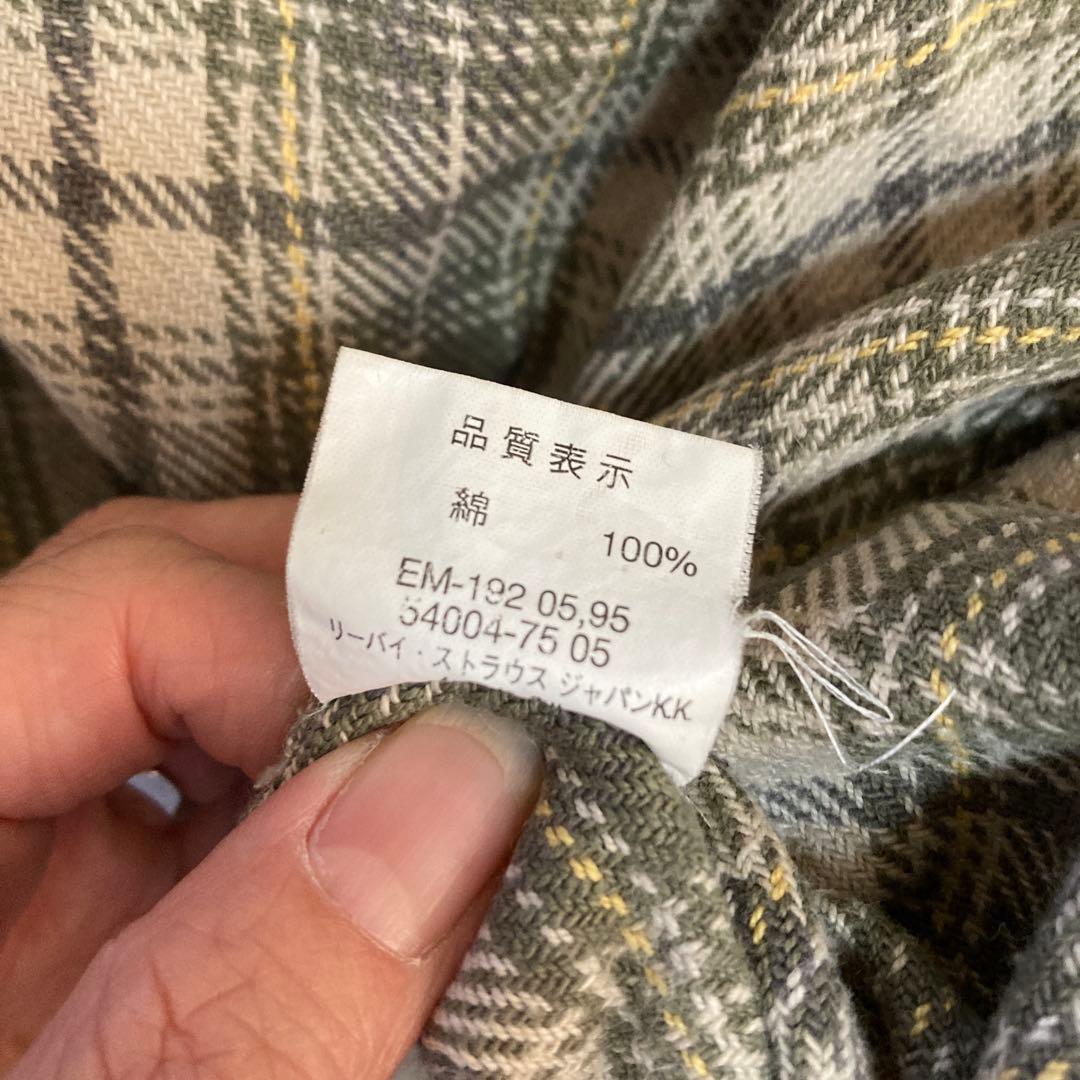 品質表示
綿 100%
EM-192 05,95
54004-75 05
リーバイ・ストラウス ジャパンK.K